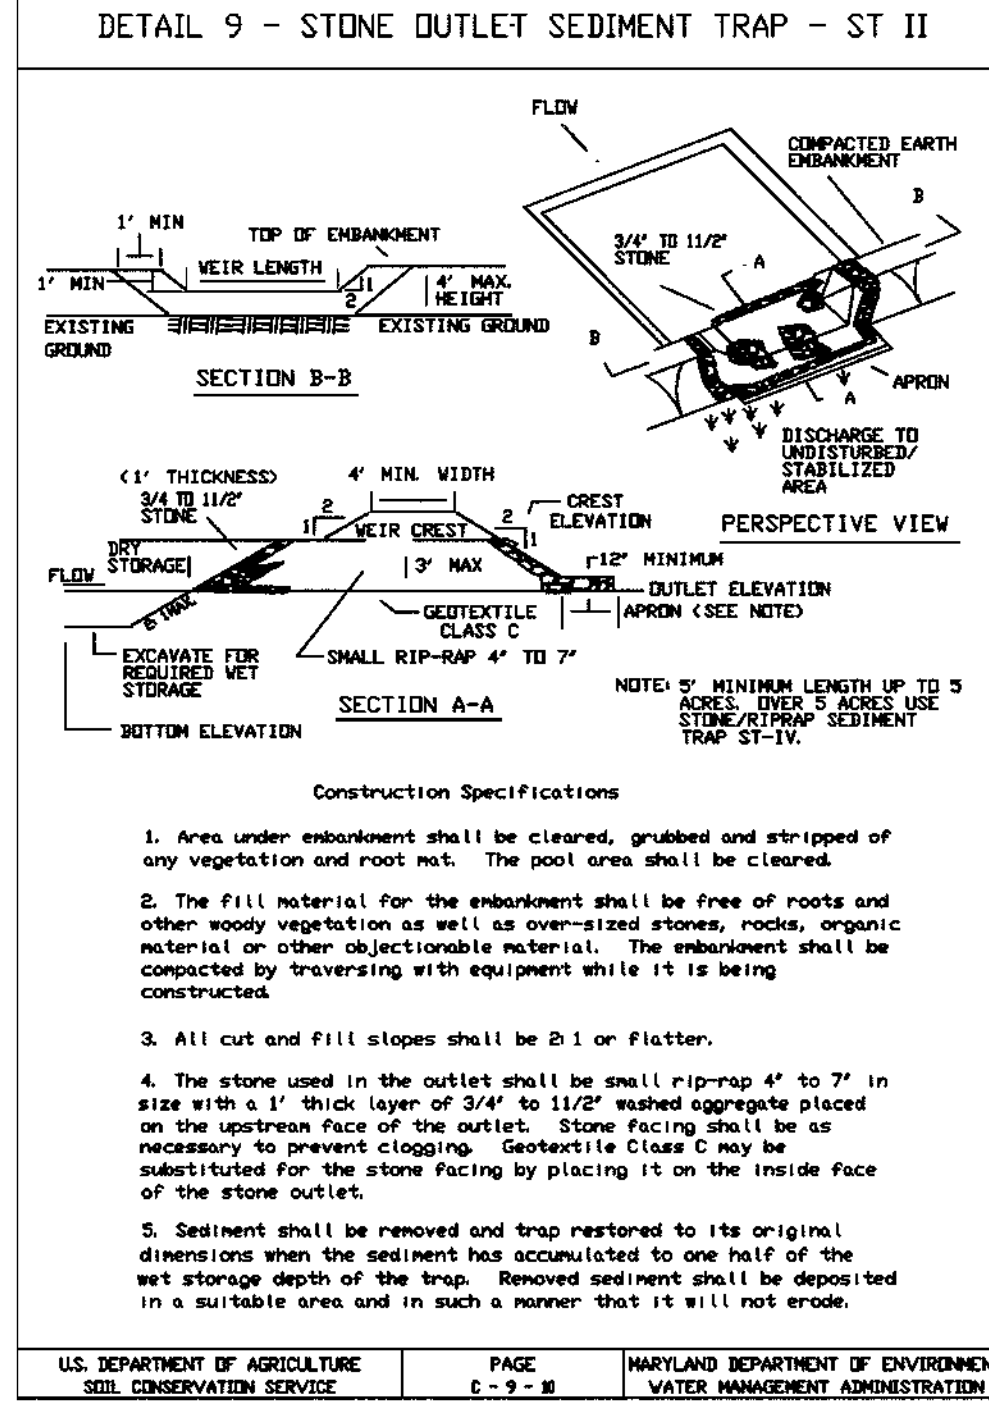 DETAIL 9 - STONE OUTLET SEDIMENT TRAP - ST II
FLOW
COMPACTED EARTH
EMBANKMENT
B
3/4" TO 11/2"
STONE
A
B
APRON
A
DISCHARGE TO
UNDISTURBED/
STABILIZED
AREA
PERSPECTIVE VIEW
1' MIN
TOP OF EMBANKMENT
WEIR LENGTH
1' MIN
1
2
4' MAX.
HEIGHT
EXISTING
GROUND
EXISTING GROUND
SECTION B-B
(1' THICKNESS)
3/4 TO 11/2"
STONE
4' MIN. WIDTH
2
1
WEIR CREST
2
1
CREST
ELEVATION
DRY
STORAGE
FLOW
3' MAX
12" MINIMUM
OUTLET ELEVATION
APRON (SEE NOTE)
GEOTEXTILE
CLASS C
MAX.
EXCAVATE FOR
REQUIRED WET
STORAGE
SMALL RIP-RAP 4" TO 7"
BOTTOM ELEVATION
SECTION A-A
NOTE: 5' MINIMUM LENGTH UP TO 5
ACRES. OVER 5 ACRES USE
STONE/RIPRAP SEDIMENT
TRAP ST-IV.
Construction Specifications
1. Area under embankment shall be cleared, grubbed and stripped of
any vegetation and root mat. The pool area shall be cleared.
2. The fill material for the embankment shall be free of roots and
other woody vegetation as well as over-sized stones, rocks, organic
material or other objectionable material. The embankment shall be
compacted by traversing with equipment while it is being
constructed.
3. All cut and fill slopes shall be 2:1 or flatter.
4. The stone used in the outlet shall be small rip-rap 4" to 7" in
size with a 1' thick layer of 3/4" to 11/2" washed aggregate placed
on the upstream face of the outlet. Stone facing shall be as
necessary to prevent clogging. Geotextile Class C may be
substituted for the stone facing by placing it on the inside face
of the stone outlet.
5. Sediment shall be removed and trap restored to its original
dimensions when the sediment has accumulated to one half of the
wet storage depth of the trap. Removed sediment shall be deposited
in a suitable area and in such a manner that it will not erode.
U.S. DEPARTMENT OF AGRICULTURE
SOIL CONSERVATION SERVICE
PAGE
C - 9 - 10
MARYLAND DEPARTMENT OF ENVIRONMEN
WATER MANAGEMENT ADMINISTRATION